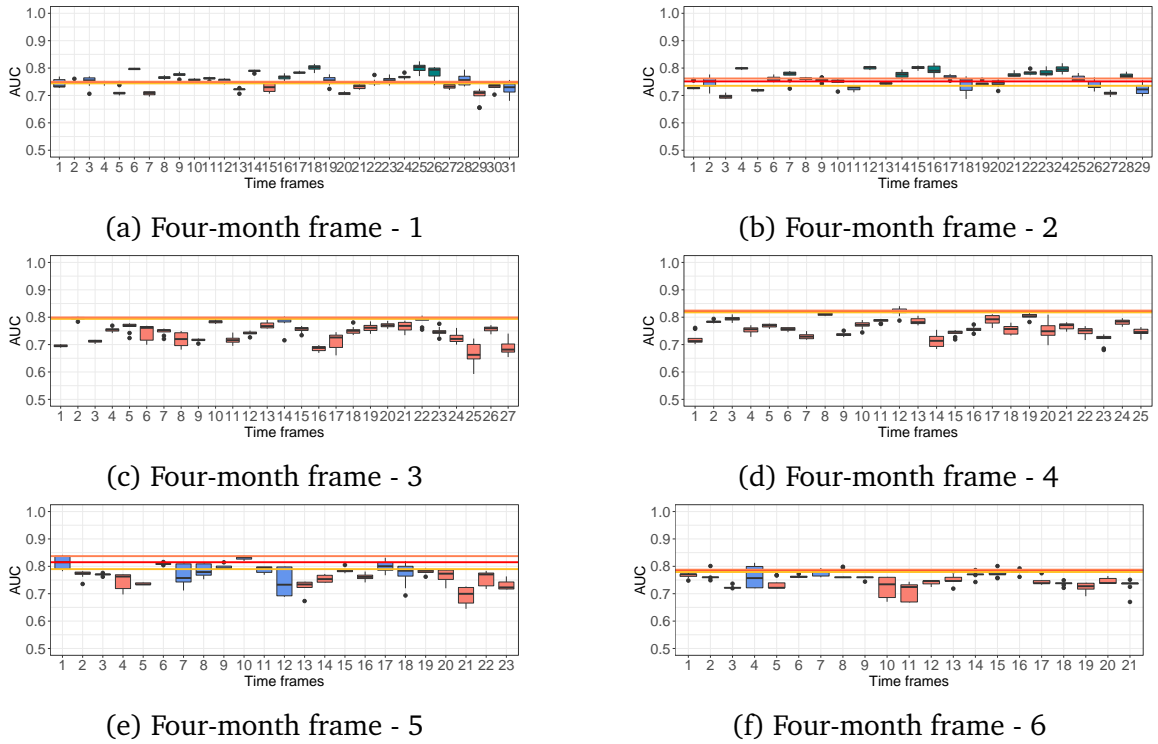 1.0
0.9
0.8
0.7
0.6
0.5
AUC
1 2 3 4 5 6 7 8 9 10 11 12 13 14 15 16 17 18 19 20 21 22 23 24 25 26 27 28 29 30 31
Time frames
(a) Four-month frame - 1
1.0
0.9
0.8
0.7
0.6
0.5
AUC
1 2 3 4 5 6 7 8 9 10 11 12 13 14 15 16 17 18 19 20 21 22 23 24 25 26 27 28 29
Time frames
(b) Four-month frame - 2
1.0
0.9
0.8
0.7
0.6
0.5
AUC
1 2 3 4 5 6 7 8 9 10 11 12 13 14 15 16 17 18 19 20 21 22 23 24 25 26 27
Time frames
(c) Four-month frame - 3
1.0
0.9
0.8
0.7
0.6
0.5
AUC
1 2 3 4 5 6 7 8 9 10 11 12 13 14 15 16 17 18 19 20 21 22 23 24 25
Time frames
(d) Four-month frame - 4
1.0
0.9
0.8
0.7
0.6
0.5
AUC
1 2 3 4 5 6 7 8 9 10 11 12 13 14 15 16 17 18 19 20 21 22 23
Time frames
(e) Four-month frame - 5
1.0
0.9
0.8
0.7
0.6
0.5
AUC
1 2 3 4 5 6 7 8 9 10 11 12 13 14 15 16 17 18 19 20 21
Time frames
(f) Four-month frame - 6